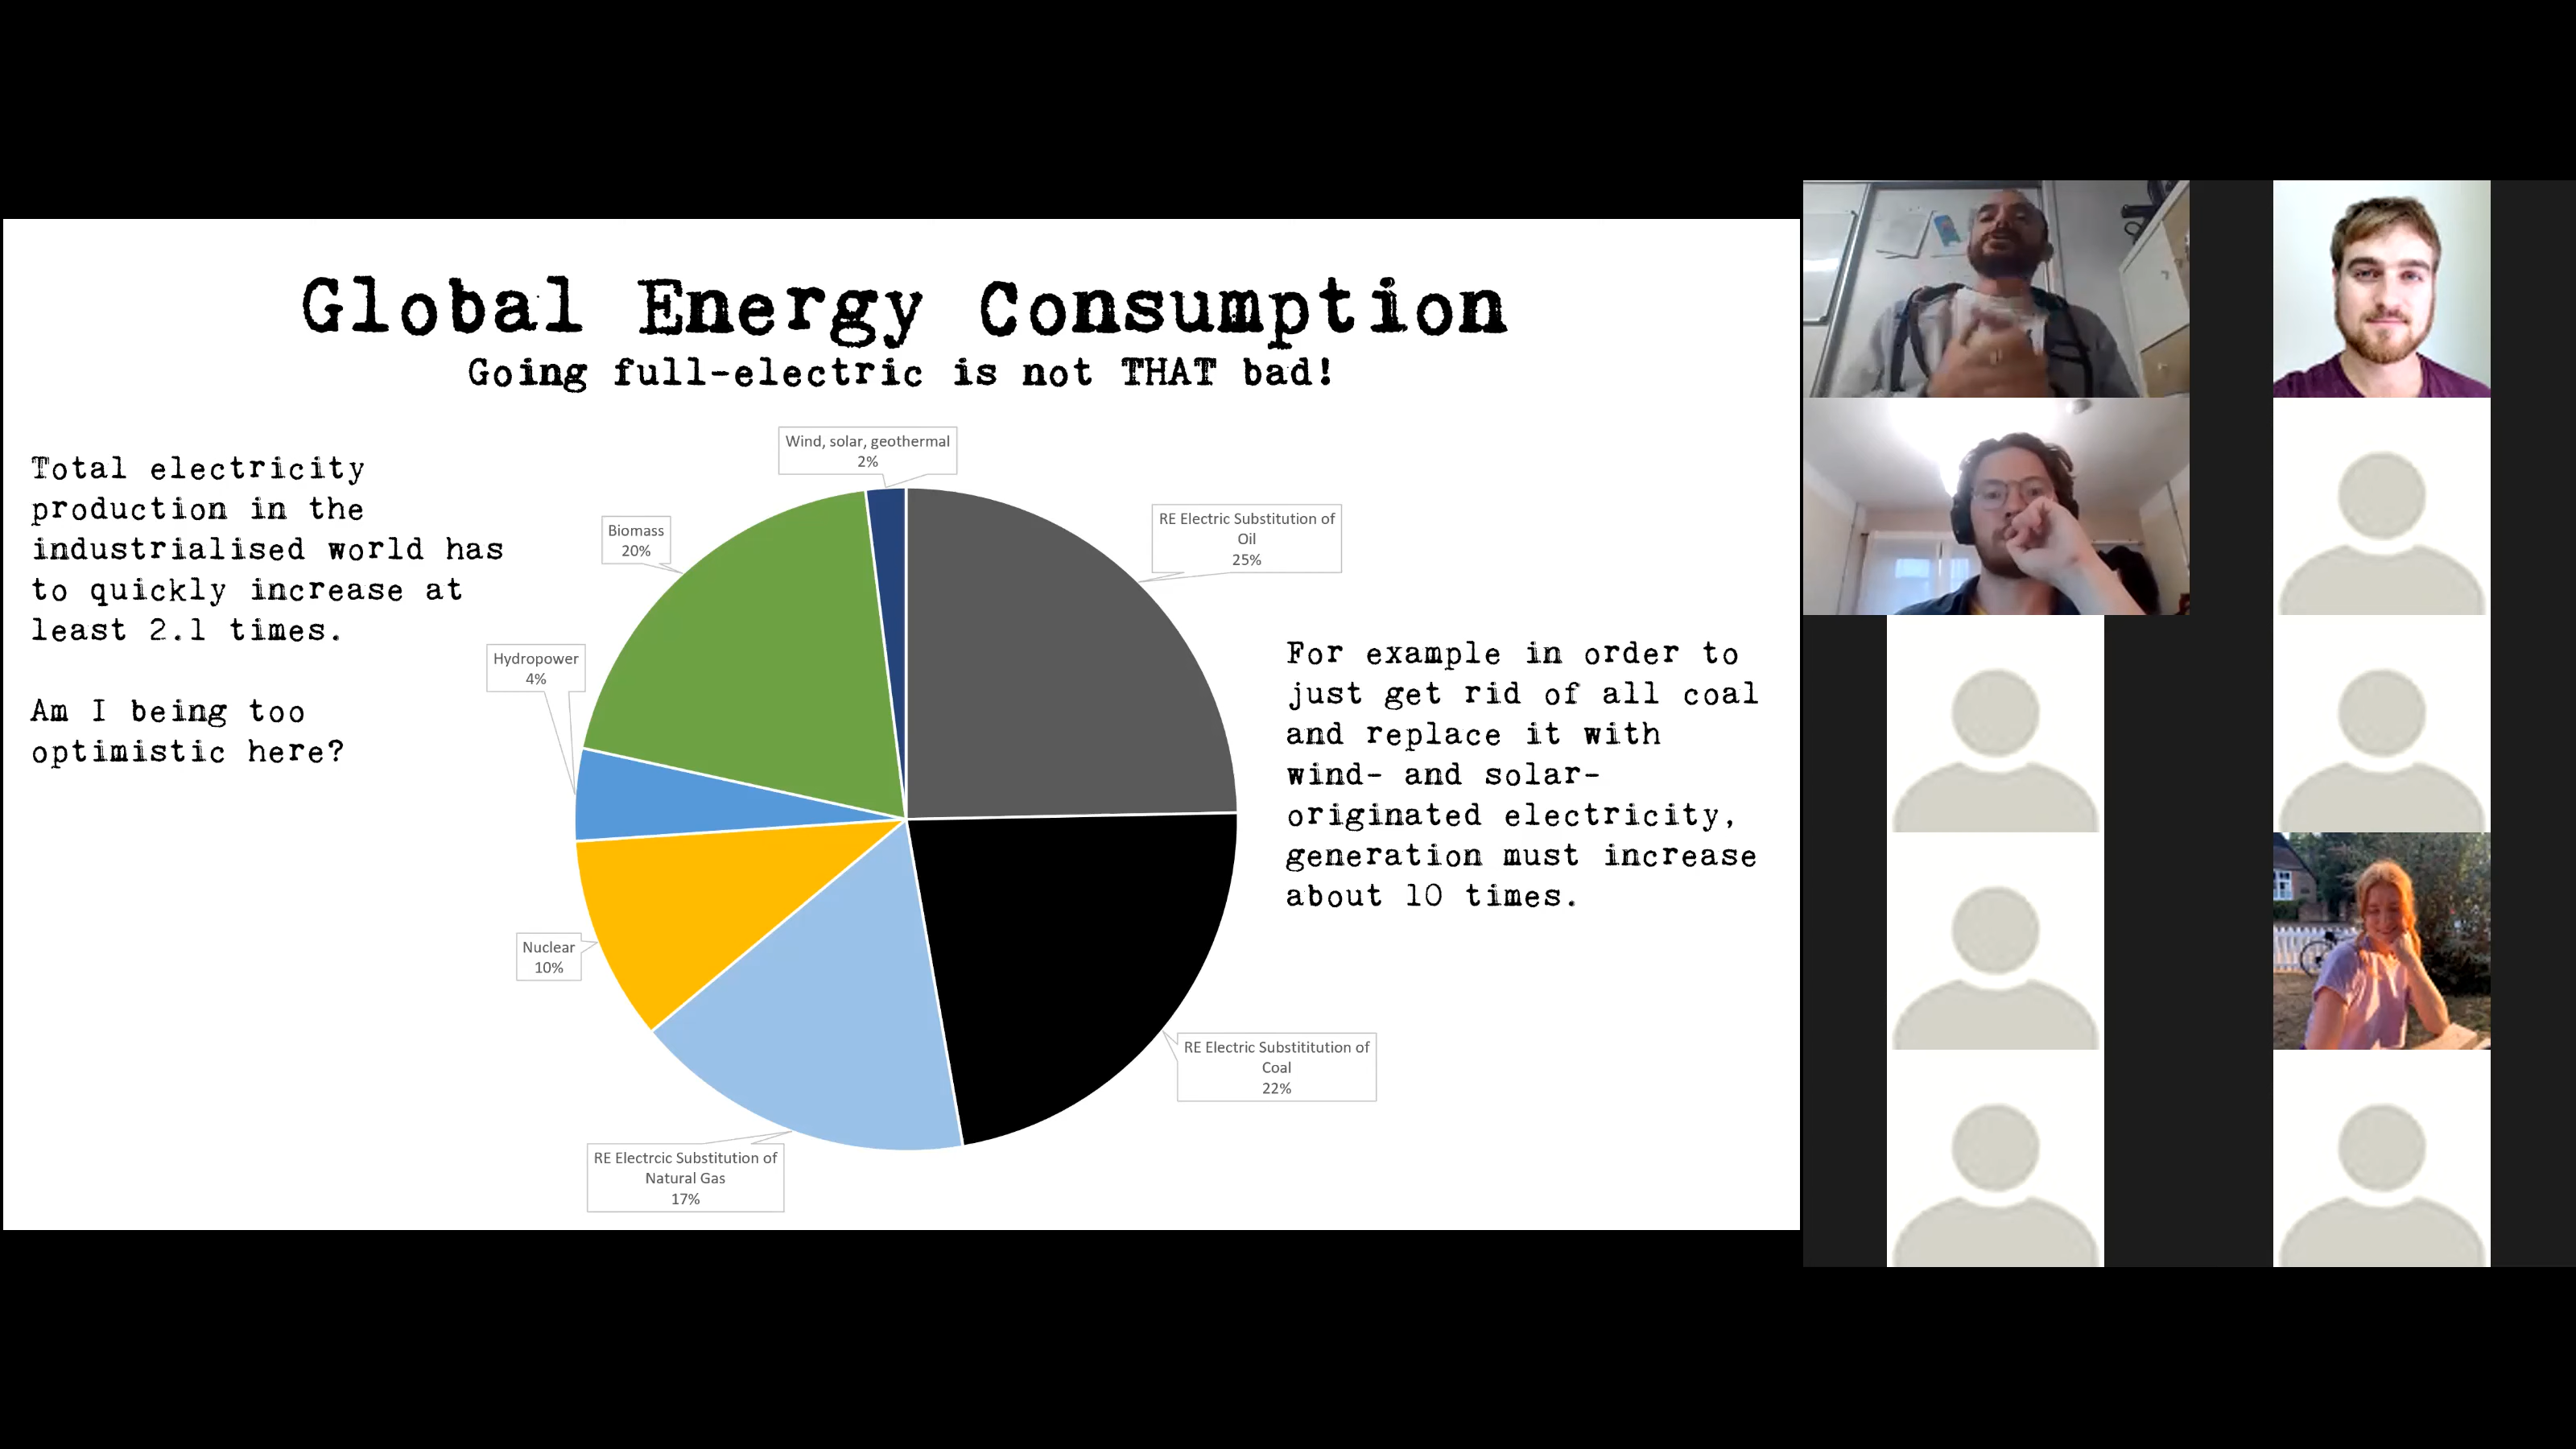 Global Energy Consumption
Going full-electric is not THAT bad!
Total electricity
production in the
industrialised world has
to quickly increase at
least 2.1 times.
Am I being too
optimistic here?
Wind, solar, geothermal
2%
Biomass
20%
Hydropower
4%
Nuclear
10%
RE Electrcic Substitution of
Natural Gas
17%
RE Electric Substitution of
Oil
25%
RE Electric Substititution of
Coal
22%
For example in order to
just get rid of all coal
and replace it with
wind- and solar-
originated electricity,
generation must increase
about 10 times.